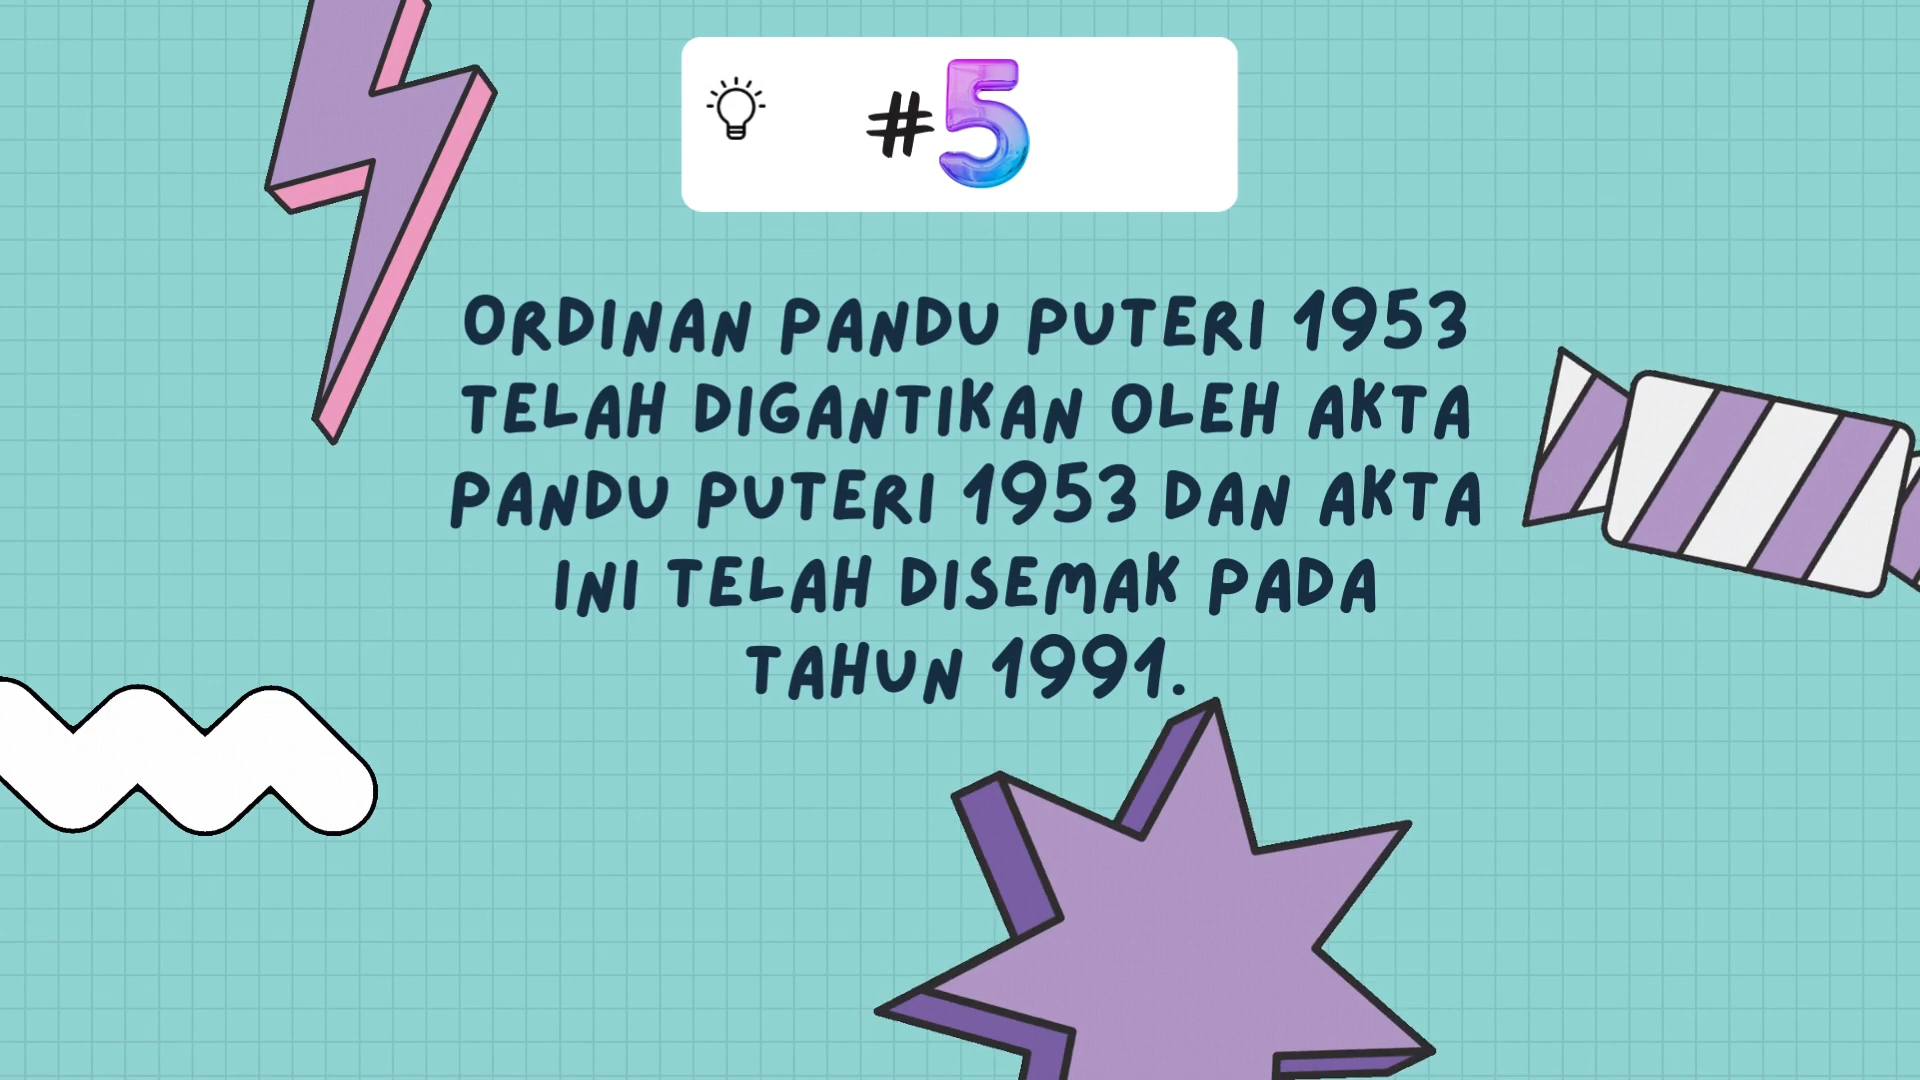 #5
ORDINAN PANDU PUTERI 1953
TELAH DIGANTIKAN OLEH AKTA
PANDU PUTERI 1953 DAN AKTA
INI TELAH DISEMAK PADA
TAHUN 1991.